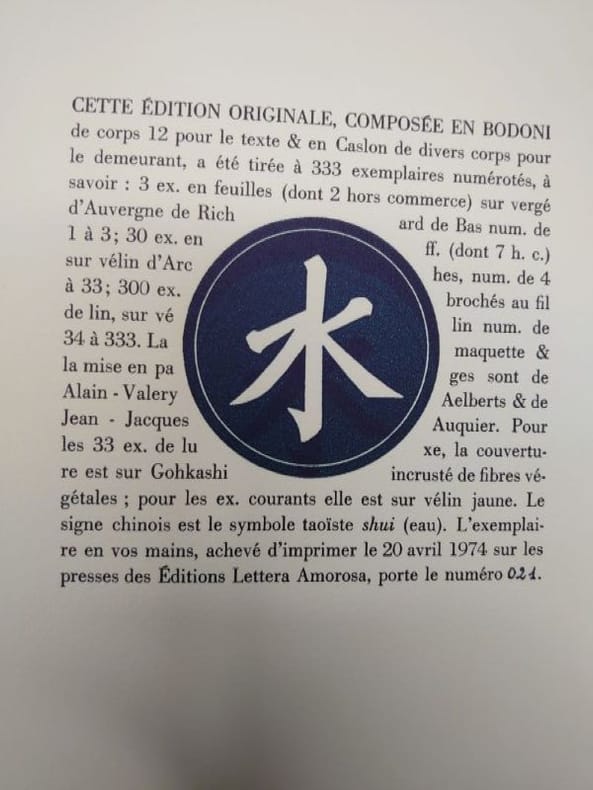 CETTE ÉDITION ORIGINALE, COMPOSÉE EN BODONI
de corps 12 pour le texte & en Caslon de divers corps pour
le demeurant, a été tirée à 333 exemplaires numérotés, à
savoir : 3 ex. en feuilles (dont 2 hors commerce) sur vergé
d'Auvergne de Rich ard de Bas num. de
1 à 3; 30 ex. en ff. (dont 7 h. c.)
sur vélin d'Arc hes, num. de 4
à 33; 300 ex. brochés au fil
de lin, sur vé lin num. de
34 à 333. La maquette &
la mise en pa ges sont de
Alain - Valery Aelberts & de
Jean - Jacques Auquier. Pour
les 33 ex. de lu xe, la couvertu-
re est sur Gohkashi incrusté de fibres vé-
gétales ; pour les ex. courants elle est sur vélin jaune. Le
signe chinois est le symbole taoïste shui (eau). L'exemplai-
re en vos mains, achevé d'imprimer le 20 avril 1974 sur les
presses des Éditions Lettera Amorosa, porte le numéro 021.
水